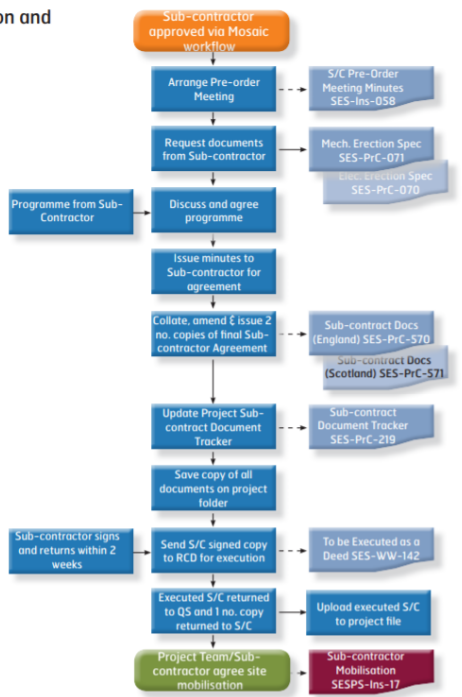 on and
Sub-contractor
approved via Mosaic
workflow
Arrange Pre-order
Meeting
S/C Pre-Order
Meeting Minutes
SES-Ins-058
Request documents
from Sub-contractor
Mech. Erection Spec
SES-PrC-071
Elec. Erection Spec
SES-PrC-070
Programme from Sub-
Contractor
Discuss and agree
programme
Issue minutes to
Sub-contractor for
agreement
Collate, amend & issue 2
no. copies of final Sub-
contractor Agreement
Sub-contract Docs
(England) SES-PrC-570
Sub-contract Docs
(Scotland) SES-PrC-571
Update Project Sub-
contract Document
Tracker
Sub-contract
Document Tracker
SES-PrC-219
Save copy of all
documents on project
folder
Sub-contractor signs
and returns within 2
weeks
Send S/C signed copy
to RCD for execution
To be Executed as a
Deed SES-WW-142
Executed S/C returned
to QS and 1 no. copy
returned to S/C
Upload executed S/C
to project file
Project Team/Sub-
contractor agree site
mobilisation
Sub-contractor
Mobilisation
SESPS-Ins-17